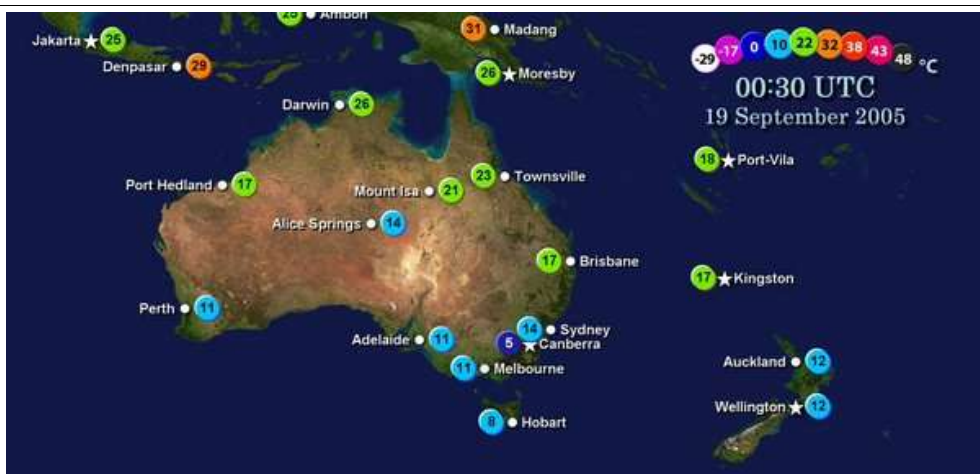 25 Ambon
31 Madang
Jakarta 25
-29 -17 0 10 22 32 38 43 48 °C
Denpasar 29
26 Moresby
00:30 UTC
Darwin 26
19 September 2005
18 Port-Vila
Port Hedland 17
23 Townsville
Mount Isa 21
Alice Springs 14
17 Brisbane
17 Kingston
Perth 11
14 Sydney
Adelaide 11
5 Canberra
11 Melbourne
Auckland 12
Wellington 12
8 Hobart